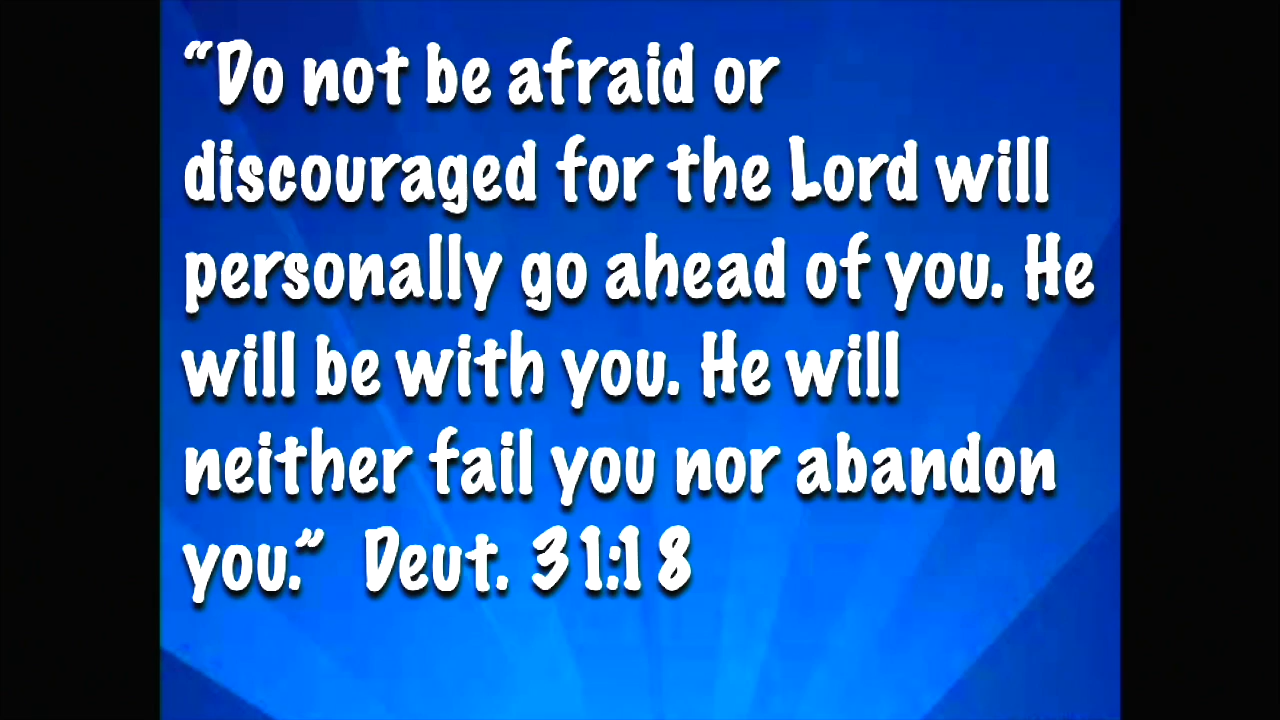 “Do not be afraid or
discouraged for the Lord will
personally go ahead of you. He
will be with you. He will
neither fail you nor abandon
you.” Deut. 31:18